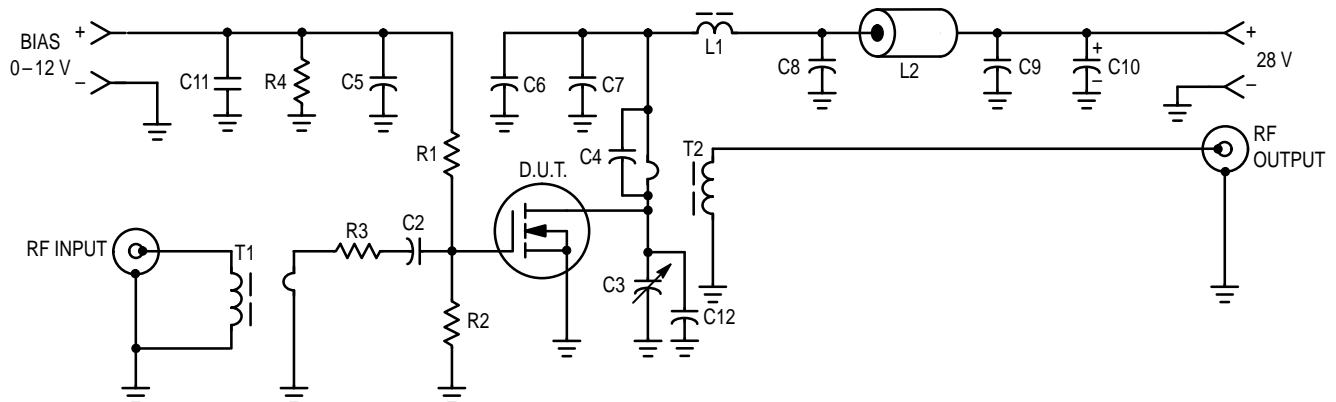 BIAS
0–12 V
+
–
C11
R4
C5
C6
C7
L1
C8
L2
C9
+
C10
–
+
28 V
–
R1
C4
T2
RF
OUTPUT
D.U.T.
RF INPUT
T1
R3
C2
C3
C12
R2